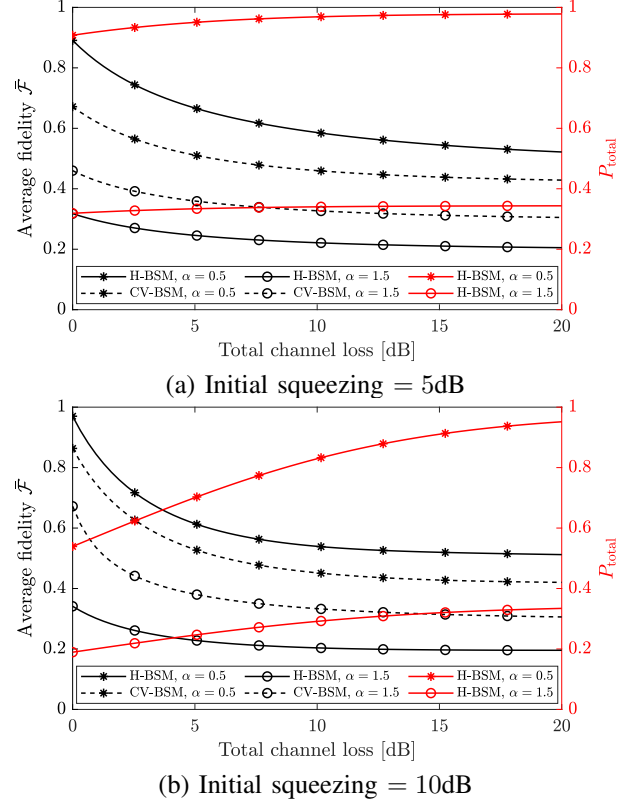 1
0.8
0.6
0.4
0.2
0
Average fidelity $\bar{\mathcal{F}}$
1
0.8
0.6
0.4
0.2
0
P_total
H-BSM, α = 0.5 H-BSM, α = 1.5 H-BSM, α = 0.5
CV-BSM, α = 0.5 CV-BSM, α = 1.5 H-BSM, α = 1.5
0 5 10 15 20
Total channel loss [dB]
(a) Initial squeezing = 5dB
1
0.8
0.6
0.4
0.2
0
Average fidelity $\bar{\mathcal{F}}$
1
0.8
0.6
0.4
0.2
0
P_total
H-BSM, α = 0.5 H-BSM, α = 1.5 H-BSM, α = 0.5
CV-BSM, α = 0.5 CV-BSM, α = 1.5 H-BSM, α = 1.5
0 5 10 15 20
Total channel loss [dB]
(b) Initial squeezing = 10dB